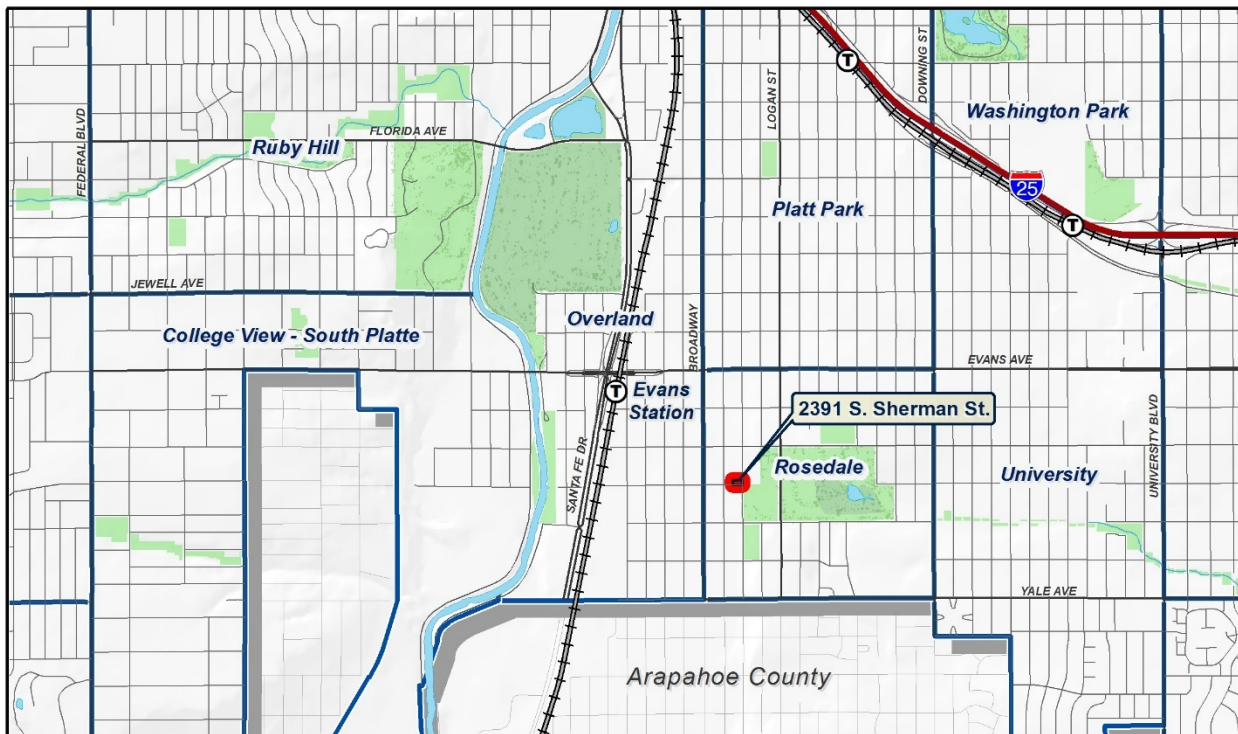 DOWNING ST
Washington Park
LOGAN ST
FEDERAL BLVD
FLORIDA AVE
Ruby Hill
25
Platt Park
JEWELL AVE
Overland
College View - South Platte
BROADWAY
EVANS AVE
T
T
T
Evans
Station
2391 S. Sherman St.
UNIVERSITY BLVD
SANTA FE DR
Rosedale
University
YALE AVE
Arapahoe County